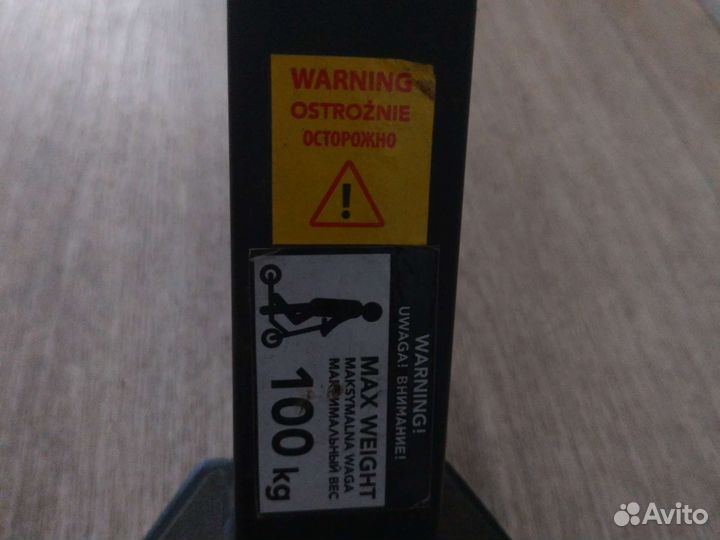 WARNING
OSTROŻNIE
ОСТОРОЖНО
!
WARNING!
UWAGA! ВНИМАНИЕ!
MAX WEIGHT
MAKSYMALNA WAGA
МАКСИМАЛЬНЫЙ ВЕС
100 kg
Avito